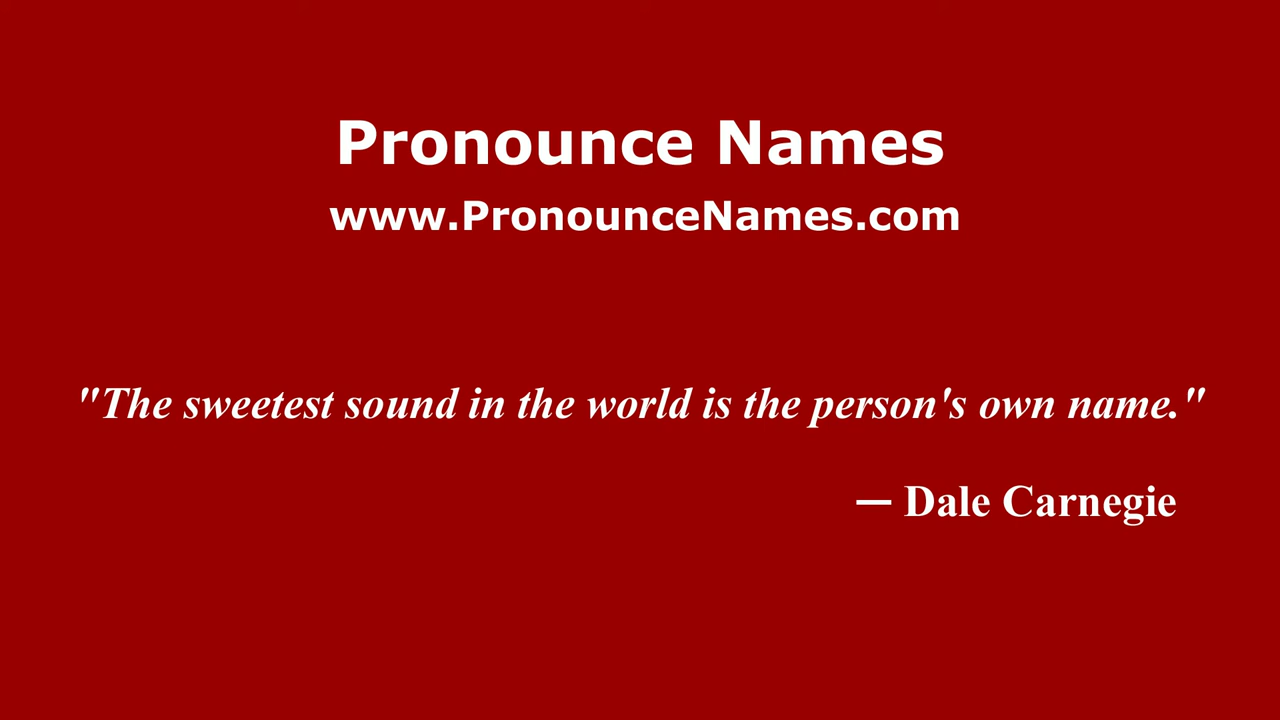 Pronounce Names
www.PronounceNames.com
"The sweetest sound in the world is the person's own name."
— Dale Carnegie